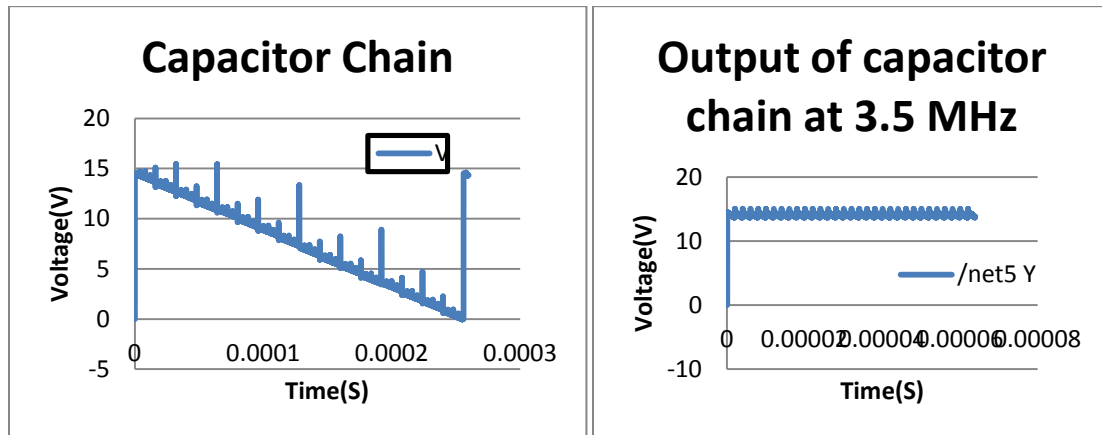 Capacitor Chain
20
15
10
5
0
-5
0 0.0001 0.0002 0.0003
Voltage(V)
Time(S)
V
Output of capacitor
chain at 3.5 MHz
20
10
0
-10
0 0.00002 0.00004 0.00006 0.00008
Voltage(V)
Time(S)
/net5 Y